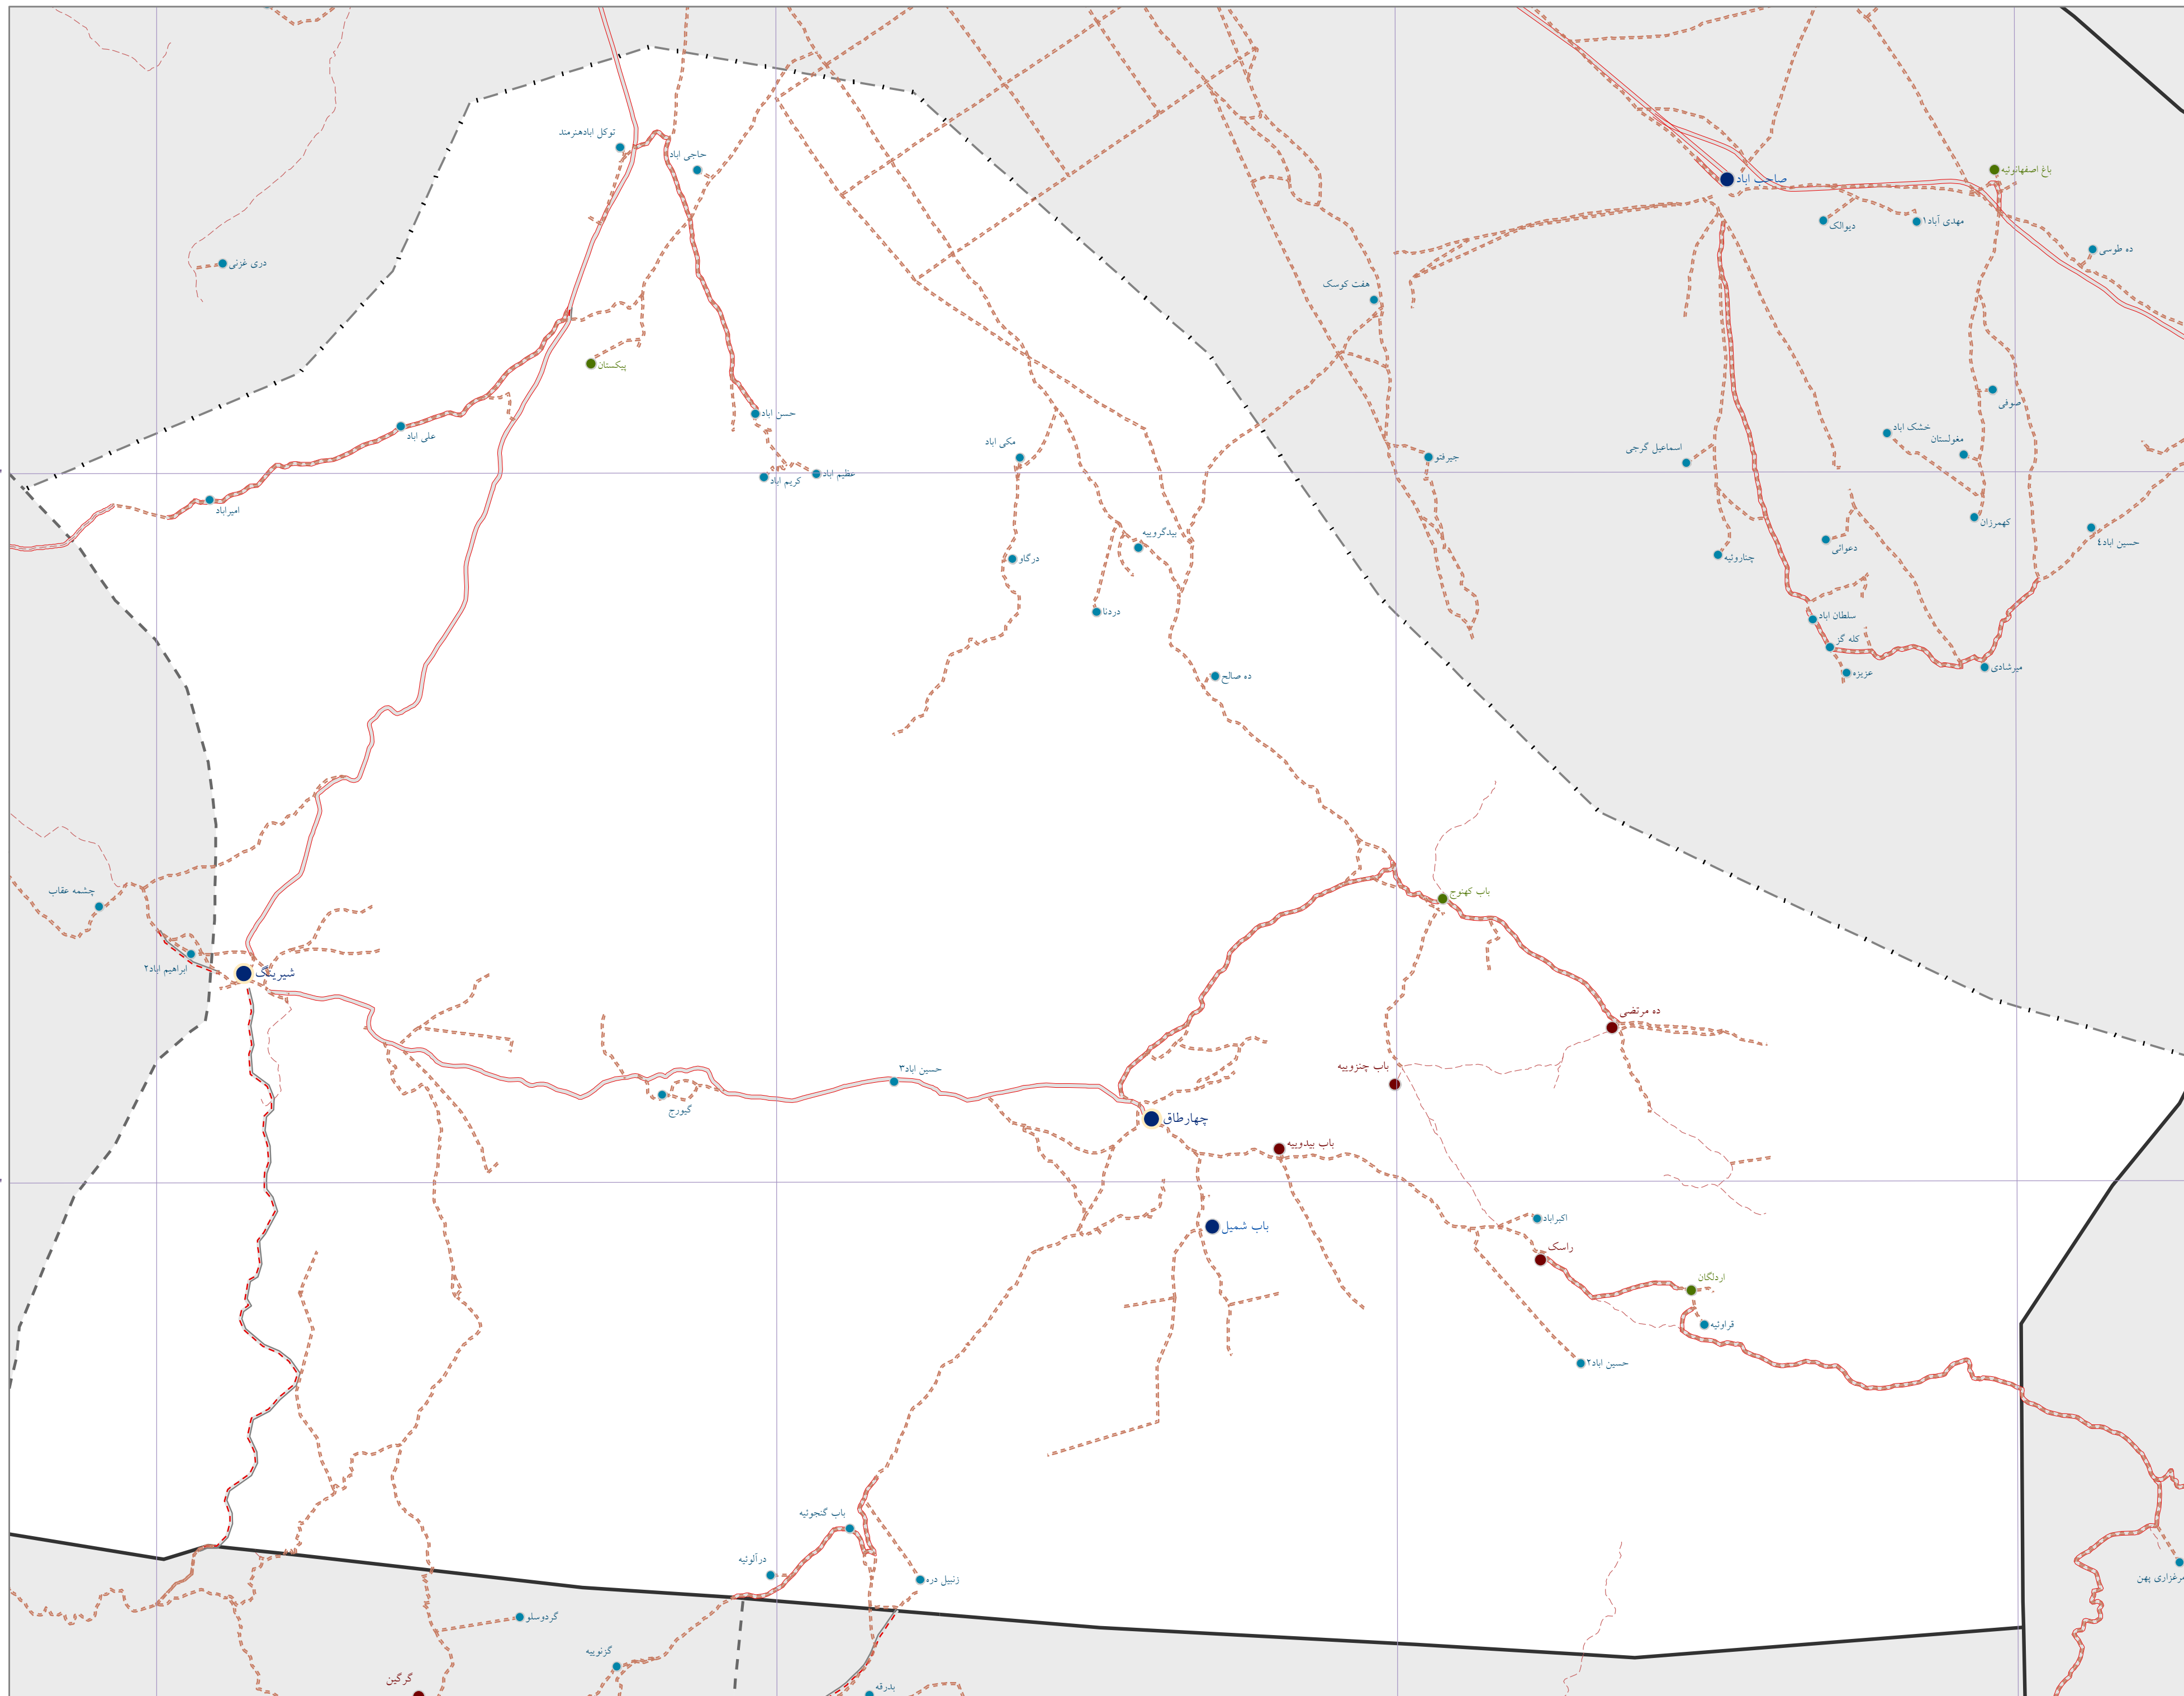 توکل ابادهنرمند
حاجی اباد
باغ اصفهانوئیه
صاحب اباد
مهدی آباد۱
دیوالک
ده طوسی
دری غزنی
هفت کوسک
پیکستان
صوفی
حسن اباد
علی اباد
خشک اباد
مغولستان
مکی اباد
اسماعیل گرجی
جیرفتو
عظیم اباد
کریم اباد
امیراباد
کهمرزان
بیدگروییه
دعوائی
حسین اباد٤
درگاو
چناروئیه
دردنا
سلطان اباد
کله گز
میرشادی
عزیزه
ده صالح
چشمه عقاب
باب کهنوج
ابراهیم اباد۲
شیرینک
ده مرتضی
باب چنزوییه
حسین اباد۳
گیورج
چهارطاق
باب بیدوییه
اکبراباد
باب شمیل
راسک
اردلگان
قراوئیه
حسین اباد۲
باب گنجوئیه
درآلوئیه
زنبیل دره
مرغزاری پهن
گردوسلو
گزنوییه
گرگین
بدرقه